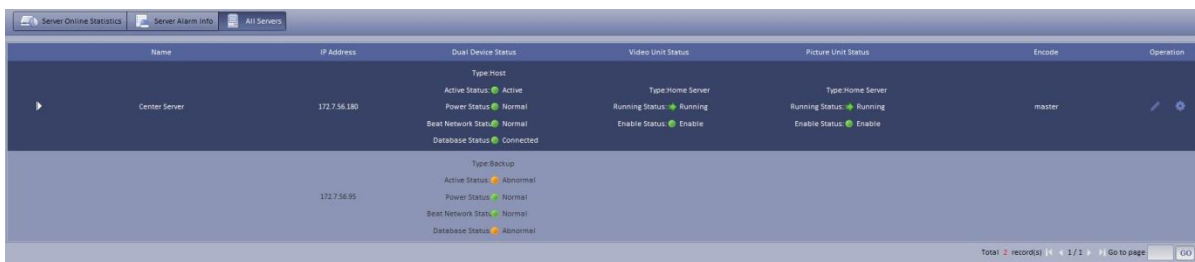 Server Online Statistics Server Alarm Info All Servers
Name IP Address Dual Device Status Video Unit Status Picture Unit Status Encode Operation
Type:Host
Active Status: Active Type:Home Server Type:Home Server
Center Server 172.7.56.180 Power Status Normal Running Status: Running Running Status: Running master
Beat Network Statu Normal Enable Status: Enable Enable Status: Enable
Database Status Connected
Type:Backup
Active Status: Abnormal
172.7.56.95 Power Status Normal
Beat Network Statu Normal
Database Status Abnormal
Total 2 record(s) 1/1 Go to page GO